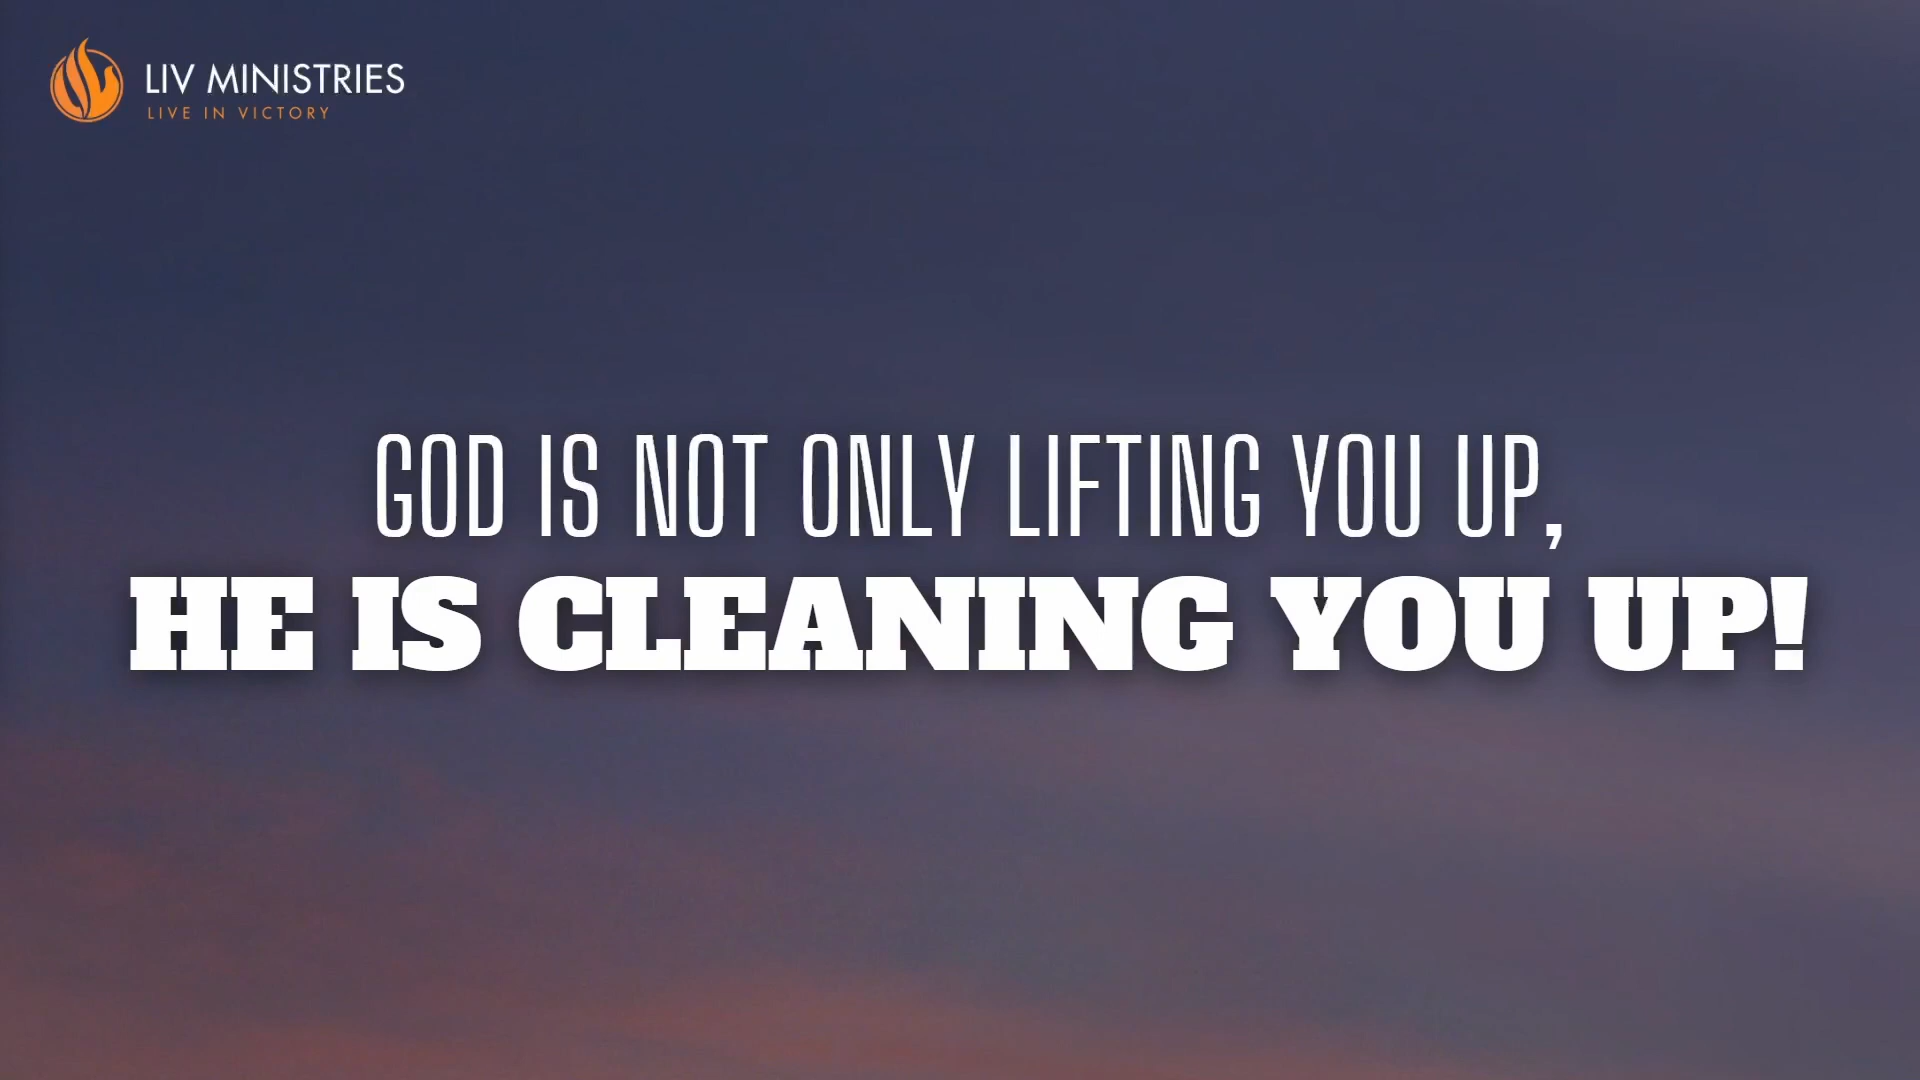 LIV MINISTRIES
LIVE IN VICTORY
GOD IS NOT ONLY LIFTING YOU UP,
HE IS CLEANING YOU UP!